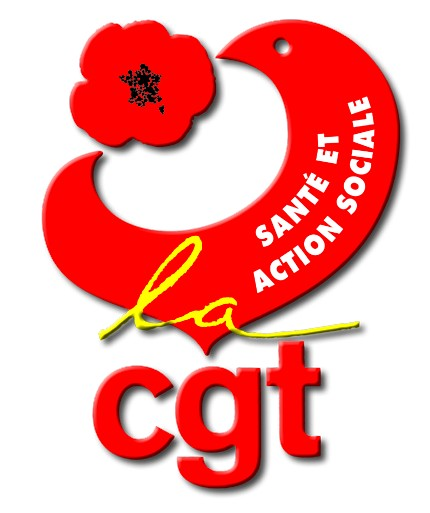 SANTÉ ET
ACTION SOCIALE
la
cgt